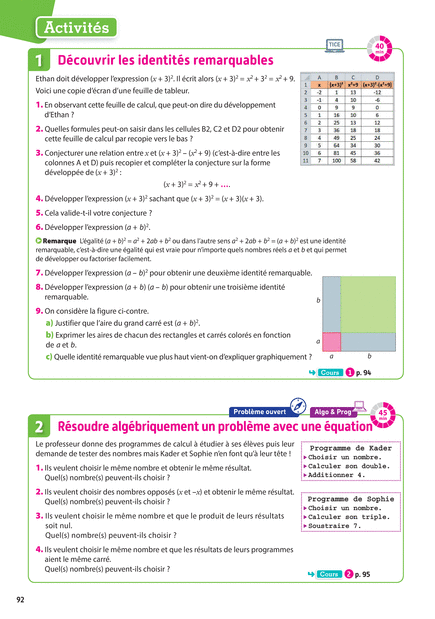 Activités
1 Découvrir les identités remarquables
TICE
40 min
Ethan doit développer l'expression (x + 3)². Il écrit alors (x + 3)² = x² + 3² = x² + 9.
Voici une copie d'écran d'une feuille de tableur.
1. En observant cette feuille de calcul, que peut-on dire du développement
d'Ethan ?
2. Quelles formules peut-on saisir dans les cellules B2, C2 et D2 pour obtenir
cette feuille de calcul par recopie vers le bas ?
3. Conjecturer une relation entre x et (x + 3)² – (x² + 9) (c'est-à-dire entre les
colonnes A et D) puis recopier et compléter la conjecture sur la forme
développée de (x + 3)² :
(x + 3)² = x² + 9 + ....
4. Développer l'expression (x + 3)² sachant que (x + 3)² = (x + 3)(x + 3).
5. Cela valide-t-il votre conjecture ?
6. Développer l'expression (a + b)².
A B C D
1 x (x+3)² x²+9 (x+3)²-(x²+9)
2 -2 1 13 -12
3 -1 4 10 -6
4 0 9 9 0
5 1 16 10 6
6 2 25 13 12
7 3 36 18 18
8 4 49 25 24
9 5 64 34 30
10 6 81 45 36
11 7 100 58 42
Remarque L'égalité (a + b)² = a² + 2ab + b² ou dans l'autre sens a² + 2ab + b² = (a + b)² est une identité
remarquable, c'est-à-dire une égalité qui est vraie pour n'importe quels nombres réels a et b et qui permet
de développer ou factoriser facilement.
7. Développer l'expression (a – b)² pour obtenir une deuxième identité remarquable.
8. Développer l'expression (a + b) (a – b) pour obtenir une troisième identité
remarquable.
9. On considère la figure ci-contre.
a) Justifier que l'aire du grand carré est (a + b)².
b) Exprimer les aires de chacun des rectangles et carrés colorés en fonction
de a et b.
c) Quelle identité remarquable vue plus haut vient-on d'expliquer graphiquement ?
b
a
a b
Cours 1 p. 94
Problème ouvert
Algo & Prog
45 min
2 Résoudre algébriquement un problème avec une équation
Le professeur donne des programmes de calcul à étudier à ses élèves puis leur
demande de tester des nombres mais Kader et Sophie n'en font qu'à leur tête !
1. Ils veulent choisir le même nombre et obtenir le même résultat.
Quel(s) nombre(s) peuvent-ils choisir ?
2. Ils veulent choisir des nombres opposés (x et –x) et obtenir le même résultat.
Quel(s) nombre(s) peuvent-ils choisir ?
3. Ils veulent choisir le même nombre et que le produit de leurs résultats
soit nul.
Quel(s) nombre(s) peuvent-ils choisir ?
4. Ils veulent choisir le même nombre et que les résultats de leurs programmes
aient le même carré.
Quel(s) nombre(s) peuvent-ils choisir ?
Programme de Kader
Choisir un nombre.
Calculer son double.
Additionner 4.
Programme de Sophie
Choisir un nombre.
Calculer son triple.
Soustraire 7.
Cours 2 p. 95
92